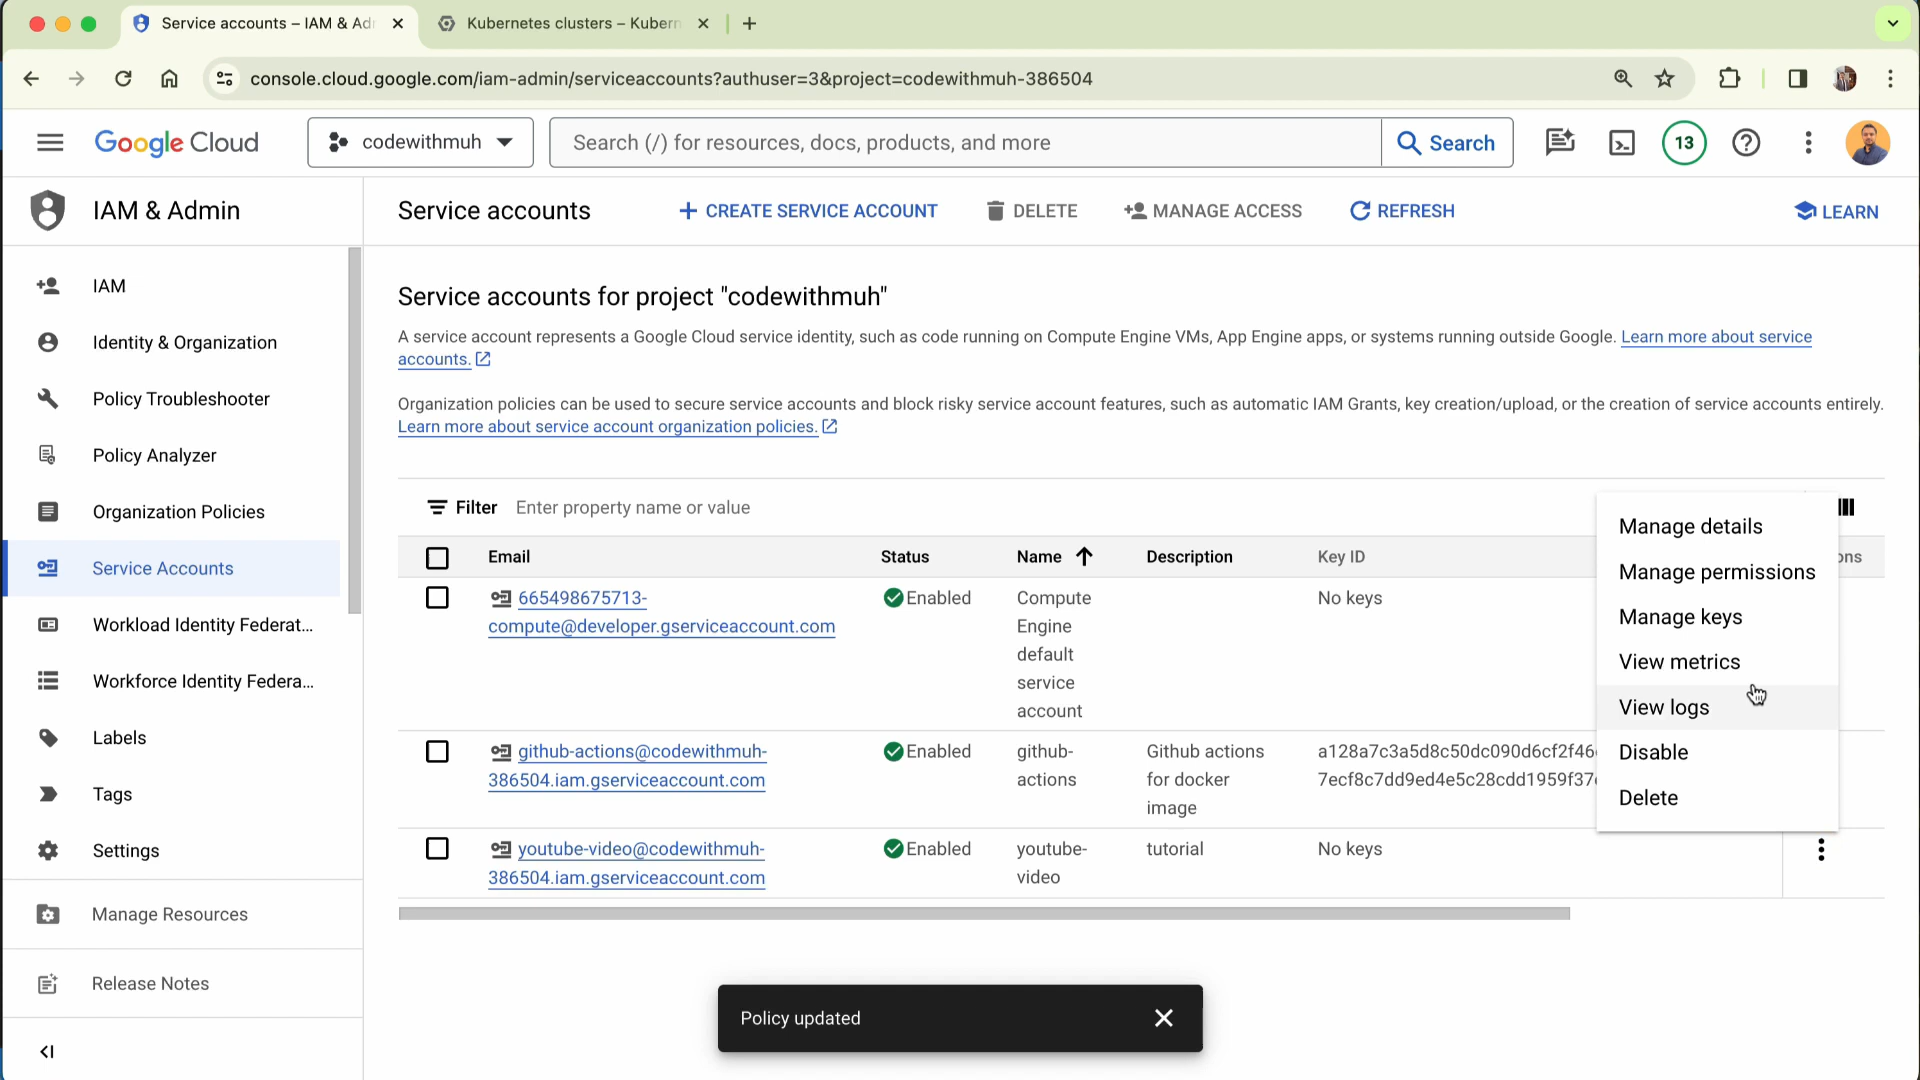 Service accounts – IAM & Ad
Kubernetes clusters – Kubern
console.cloud.google.com/iam-admin/serviceaccounts?authuser=3&project=codewithmuh-386504
Google Cloud
codewithmuh
Search (/) for resources, docs, products, and more
Search
13
IAM & Admin
Service accounts
CREATE SERVICE ACCOUNT
DELETE
MANAGE ACCESS
REFRESH
LEARN
IAM
Identity & Organization
Policy Troubleshooter
Policy Analyzer
Organization Policies
Service Accounts
Workload Identity Federat...
Workforce Identity Federa...
Labels
Tags
Settings
Manage Resources
Release Notes
Service accounts for project "codewithmuh"
A service account represents a Google Cloud service identity, such as code running on Compute Engine VMs, App Engine apps, or systems running outside Google. Learn more about service
accounts.
Organization policies can be used to secure service accounts and block risky service account features, such as automatic IAM Grants, key creation/upload, or the creation of service accounts entirely.
Learn more about service account organization policies.
Filter Enter property name or value
Email Status Name Description Key ID ons
665498675713-
compute@developer.gserviceaccount.com
Enabled
Compute
Engine
default
service
account
No keys
github-actions@codewithmuh-
386504.iam.gserviceaccount.com
Enabled
github-
actions
Github actions
for docker
image
a128a7c3a5d8c50dc090d6cf2f46
7ecf8c7dd9ed4e5c28cdd1959f37
youtube-video@codewithmuh-
386504.iam.gserviceaccount.com
Enabled
youtube-
video
tutorial
No keys
Manage details
Manage permissions
Manage keys
View metrics
View logs
Disable
Delete
Policy updated